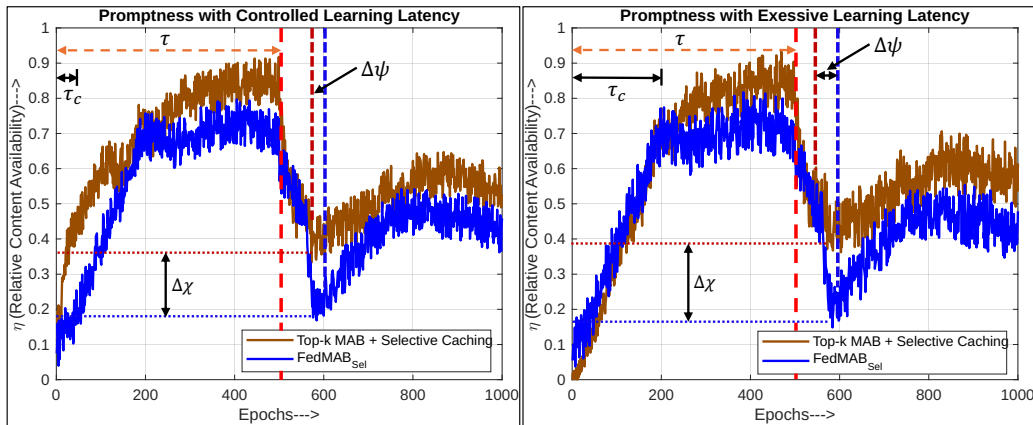 Promptness with Controlled Learning Latency
η (Relative Content Availability)--->
1
0.9
0.8
0.7
0.6
0.5
0.4
0.3
0.2
0.1
0
τ
τc
Δψ
Δχ
Top-k MAB + Selective Caching
FedMABSel
0
200
400
600
800
1000
Epochs--->
Promptness with Exessive Learning Latency
η (Relative Content Availability)--->
1
0.9
0.8
0.7
0.6
0.5
0.4
0.3
0.2
0.1
0
τ
τc
Δψ
Δχ
Top-k MAB + Selective Caching
FedMABSel
0
200
400
600
800
1000
Epochs--->